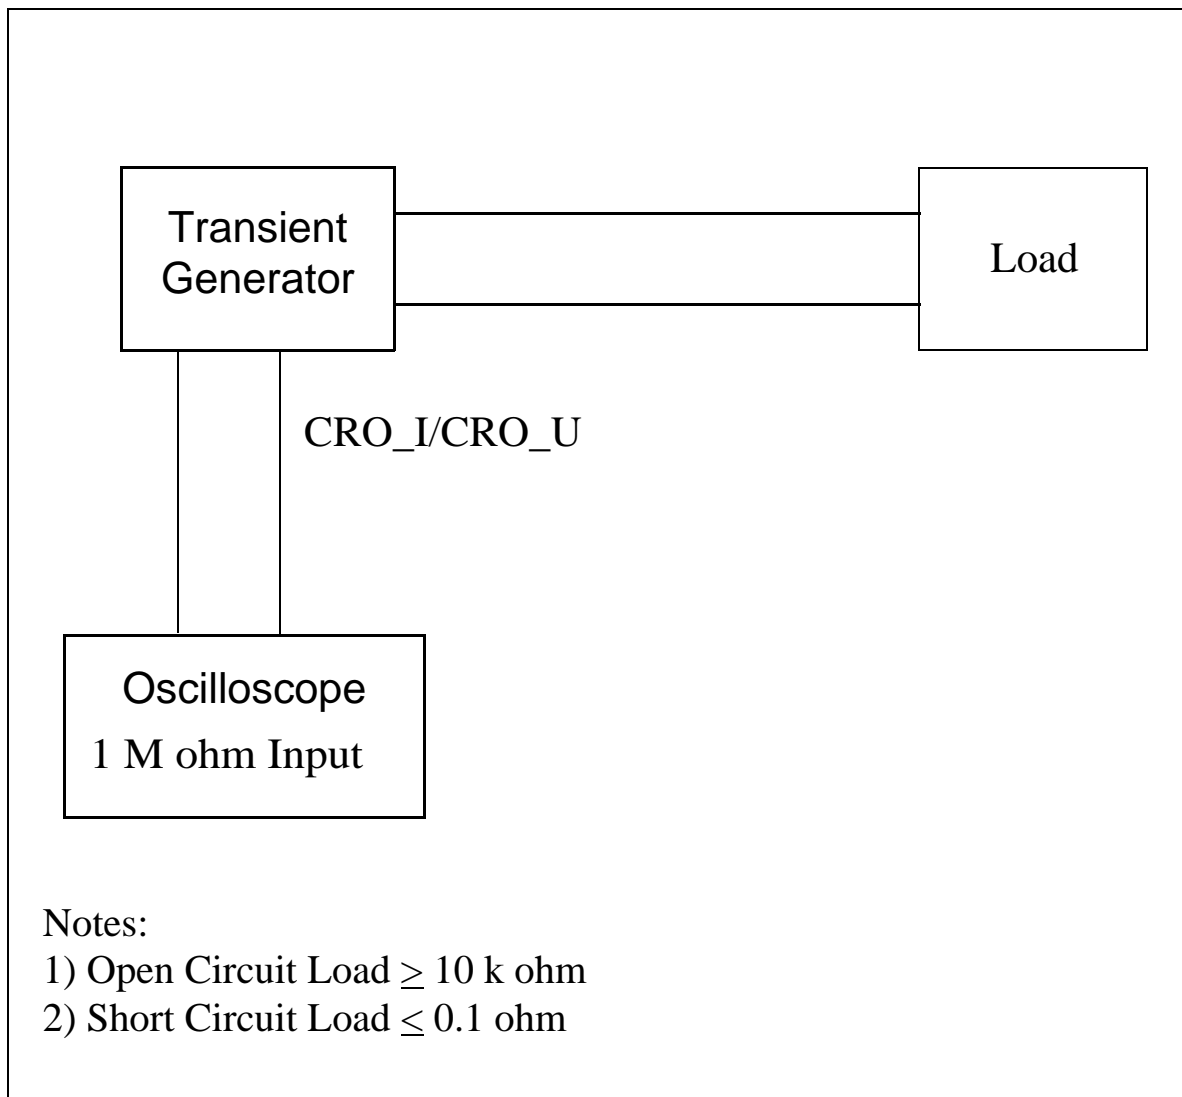 Transient
Generator
Load
CRO_I/CRO_U
Oscilloscope
1 M ohm Input
Notes:
1) Open Circuit Load ≥ 10 k ohm
2) Short Circuit Load ≤ 0.1 ohm